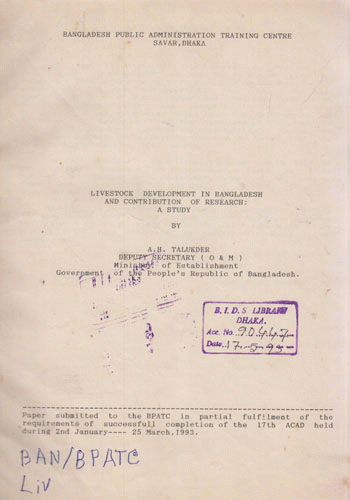 BANGLADESH PUBLIC ADMINISTRATION TRAINING CENTRE
SAVAR,DHAKA
LIVESTOCK DEVELOPMENT IN BANGLADESH
AND CONTRIBUTION OF RESEARCH:
A STUDY
BY
A.H. TALUKDER
DEPUTY SECRETARY ( O & M )
Ministry of Establishment
Government of the People's Republic of Bangladesh.
B. I. D. S LIBRARY
DHAKA.
Acc. No.
Date
Paper submitted to the BPATC in partial fulfilment of the
requirements of successfull completion of the 17th ACAD held
during 2nd January---- 25 March,1993.
BAN/BPATC
Liv